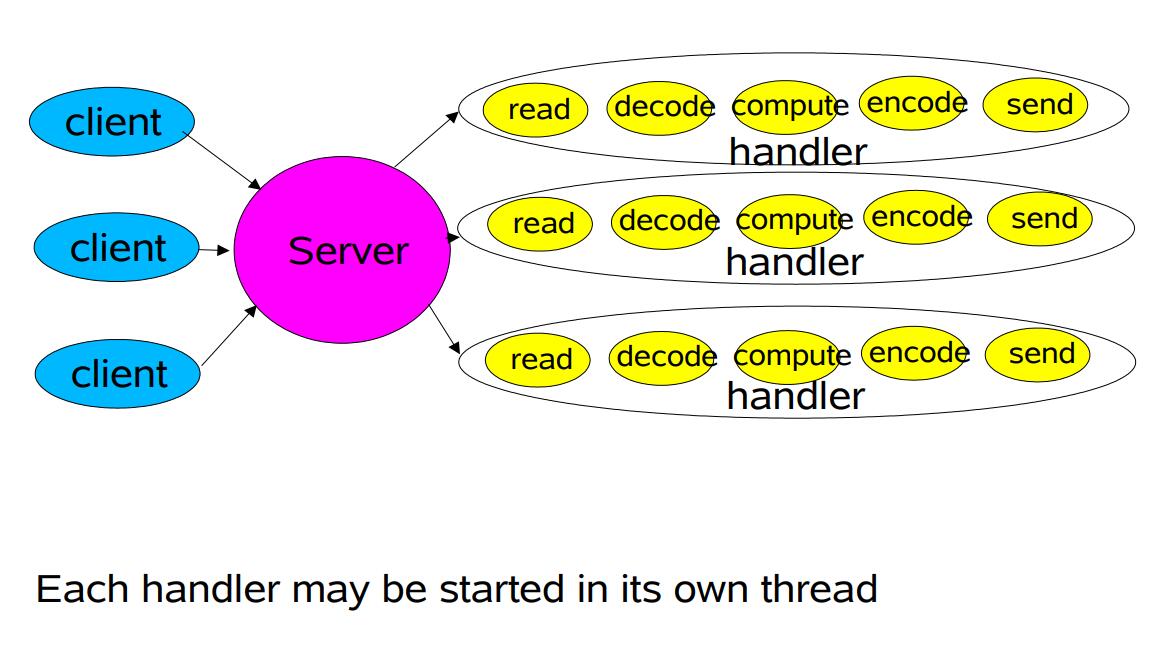 client
client
client
Server
read decode compute encode send
handler
read decode compute encode send
handler
read decode compute encode send
handler
Each handler may be started in its own thread